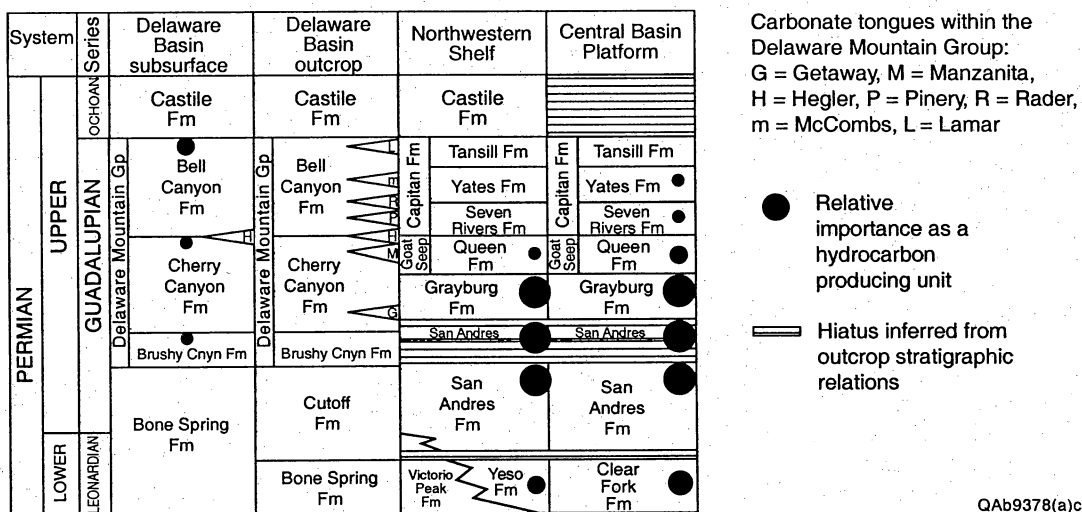 System
Series
Delaware
Basin
subsurface
Delaware
Basin
outcrop
Northwestern
Shelf
Central Basin
Platform
PERMIAN
UPPER
LOWER
OCHOAN
GUADALUPIAN
LEONARDIAN
Castile
Fm
Castile
Fm
Castile
Fm
Delaware Mountain Gp
Bell
Canyon
Fm
H
Cherry
Canyon
Fm
Brushy Cnyn Fm
Bone Spring
Fm
Delaware Mountain Gp
Bell
Canyon
Fm
L
m
R
P
H
M
Cherry
Canyon
Fm
G
Brushy Cnyn Fm
Cutoff
Fm
Bone Spring
Fm
Capitan Fm
Tansill Fm
Yates Fm
Seven
Rivers Fm
Goat
Seep
Queen
Fm
Grayburg
Fm
San Andres
San
Andres
Fm
Victorio
Peak
Fm
Yeso
Fm
Capitan Fm
Tansill Fm
Yates Fm
Seven
Rivers Fm
Goat
Seep
Queen
Fm
Grayburg
Fm
San Andres
San
Andres
Fm
Clear
Fork
Fm
Carbonate tongues within the
Delaware Mountain Group:
G = Getaway, M = Manzanita,
H = Hegler, P = Pinery, R = Rader,
m = McCombs, L = Lamar
Relative
importance as a
hydrocarbon
producing unit
Hiatus inferred from
outcrop stratigraphic
relations
QAb9378(a)c